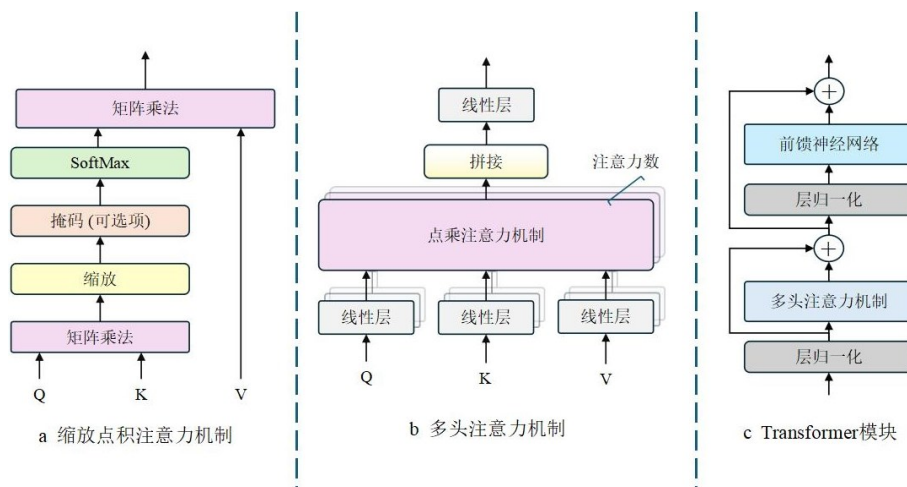 矩阵乘法
SoftMax
掩码 (可选项)
缩放
矩阵乘法
Q
K
V
a 缩放点积注意力机制
线性层
拼接
注意力数
点乘注意力机制
线性层
线性层
线性层
Q
K
V
b 多头注意力机制
前馈神经网络
层归一化
多头注意力机制
层归一化
c Transformer模块